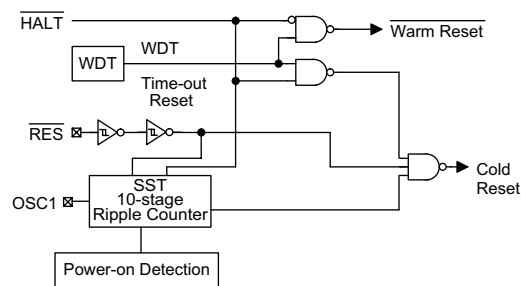 HALT
Warm Reset
WDT
WDT
Time-out
Reset
RES
Cold
Reset
OSC1
SST
10-stage
Ripple Counter
Power-on Detection